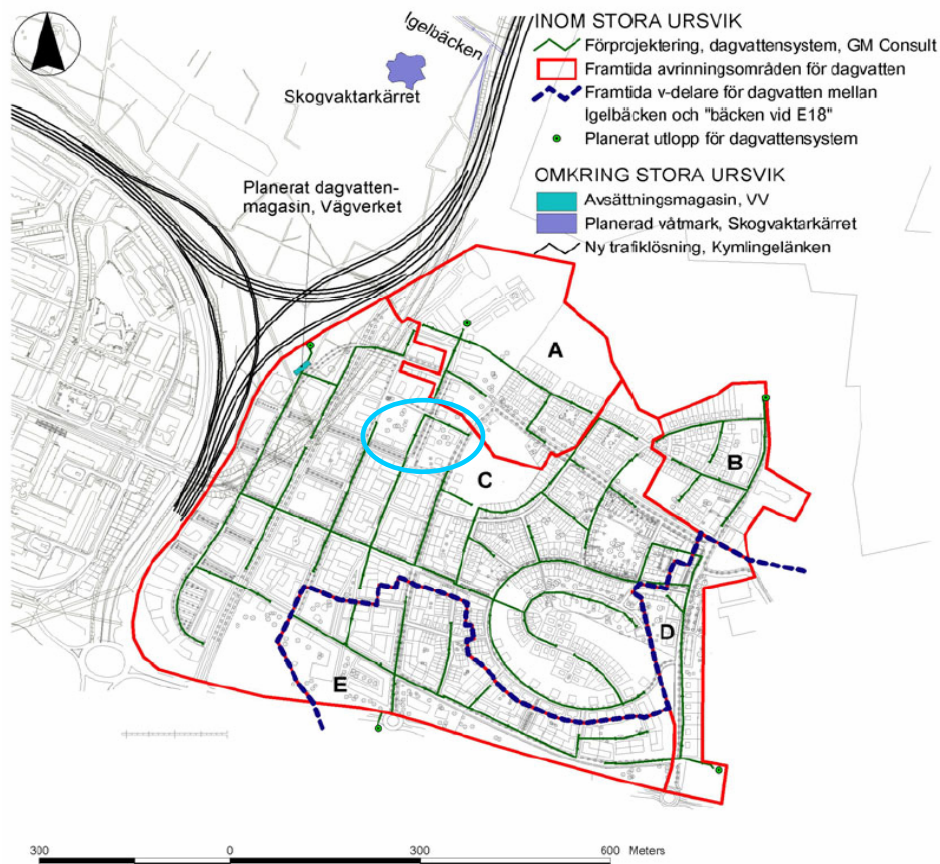 INOM STORA URSVIK
Förprojektering, dagvattensystem, GM Consult
Framtida avrinningsområden för dagvatten
Framtida v-delare för dagvatten mellan
Igelbäcken och "bäcken vid E18"
Planerat utlopp för dagvattensystem
OMKRING STORA URSVIK
Avsättningsmagasin, VV
Planerad våtmark, Skogvaktarkärret
Ny trafiklösning, Kymlingelänken
Igelbäcken
Skogvaktarkärret
Planerat dagvatten-
magasin, Vägverket
A
B
C
D
E
300 0 300 600 Meters